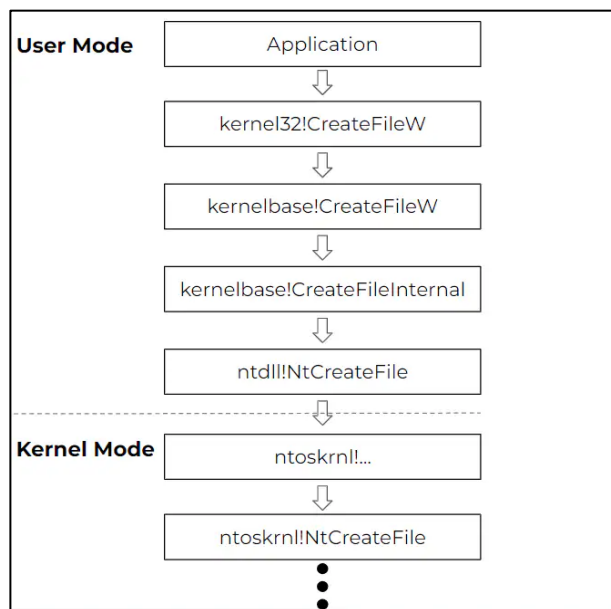 User Mode
Application
kernel32!CreateFileW
kernelbase!CreateFileW
kernelbase!CreateFileInternal
ntdll!NtCreateFile
Kernel Mode
ntoskrnl!...
ntoskrnl!NtCreateFile